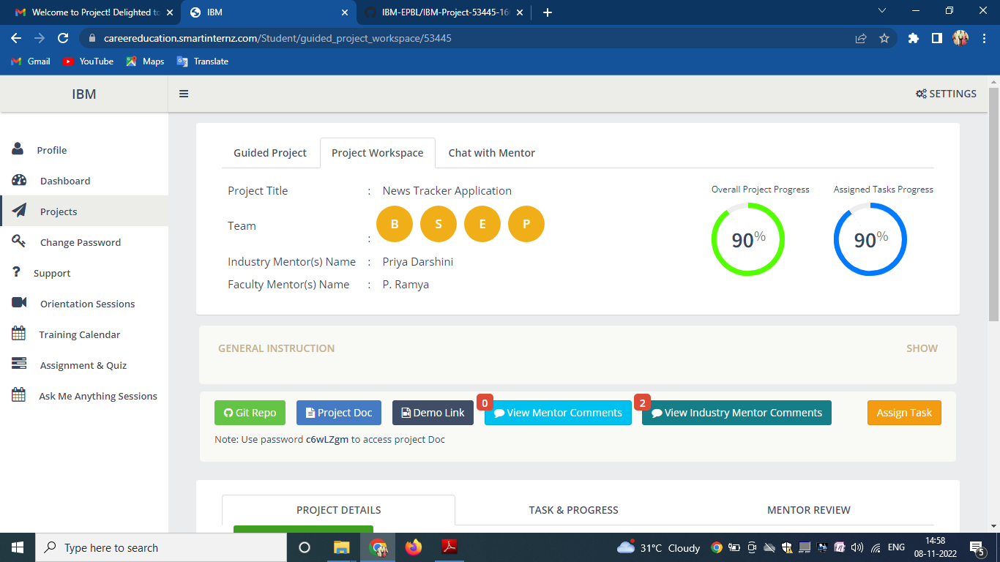 Welcome to Project! Delighted to
IBM
IBM-EPBL/IBM-Project-53445-16
careereducation.smartinternz.com/Student/guided_project_workspace/53445
Gmail YouTube Maps Translate
IBM
SETTINGS
Profile
Dashboard
Projects
Change Password
Support
Orientation Sessions
Training Calendar
Assignment & Quiz
Ask Me Anything Sessions
Guided Project Project Workspace Chat with Mentor
Project Title : News Tracker Application
Team : B S E P
Industry Mentor(s) Name : Priya Darshini
Faculty Mentor(s) Name : P. Ramya
Overall Project Progress Assigned Tasks Progress
90% 90%
GENERAL INSTRUCTION SHOW
0 2
Git Repo Project Doc Demo Link View Mentor Comments View Industry Mentor Comments Assign Task
Note: Use password c6wLZgm to access project Doc
PROJECT DETAILS TASK & PROGRESS MENTOR REVIEW
Type here to search
31°C Cloudy
ENG
14:58
08-11-2022
5